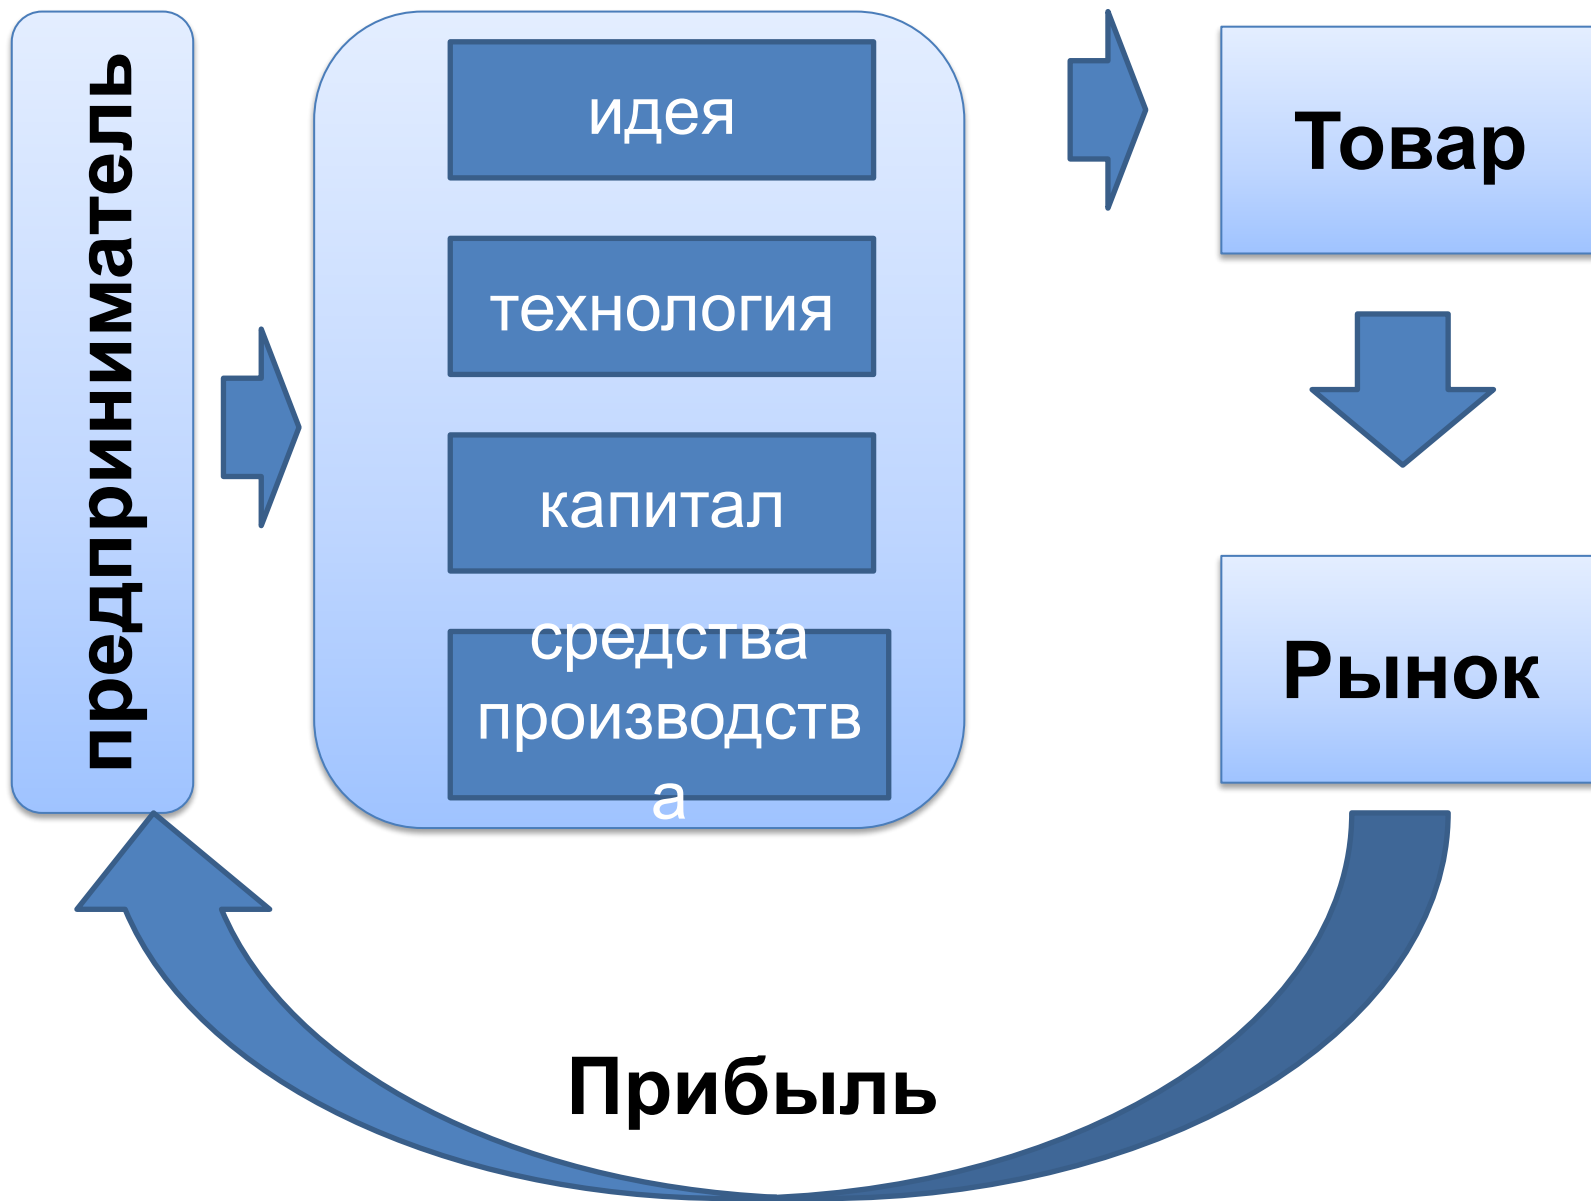 предприниматель
идея
технология
капитал
средства
производств
а
Товар
Рынок
Прибыль